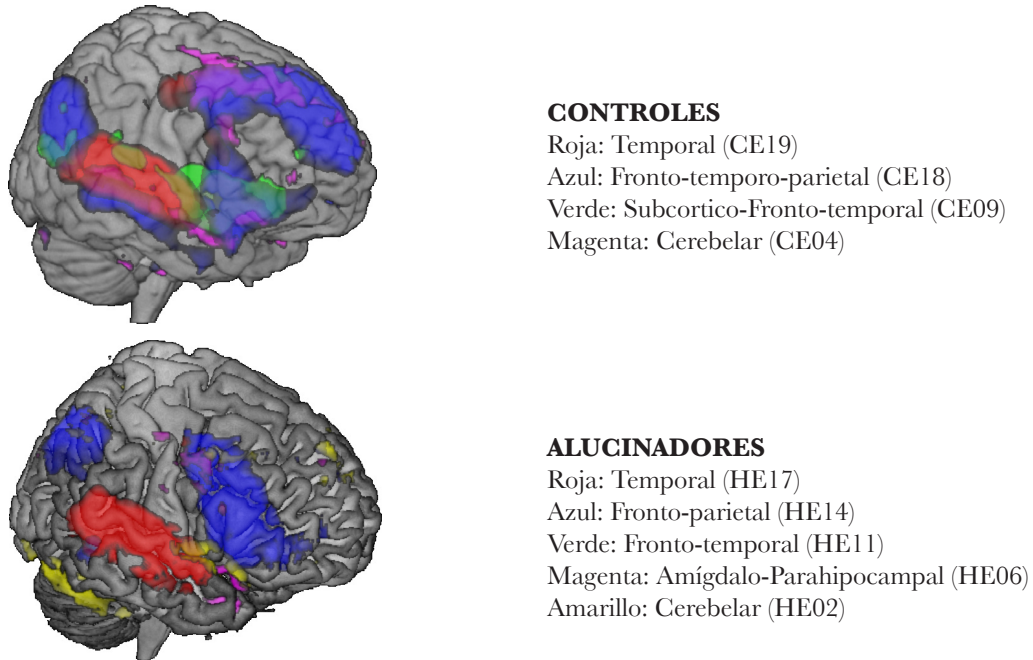 CONTROLES
Roja: Temporal (CE19)
Azul: Fronto-temporo-parietal (CE18)
Verde: Subcortico-Fronto-temporal (CE09)
Magenta: Cerebelar (CE04)
ALUCINADORES
Roja: Temporal (HE17)
Azul: Fronto-parietal (HE14)
Verde: Fronto-temporal (HE11)
Magenta: Amígdalo-Parahipocampal (HE06)
Amarillo: Cerebelar (HE02)